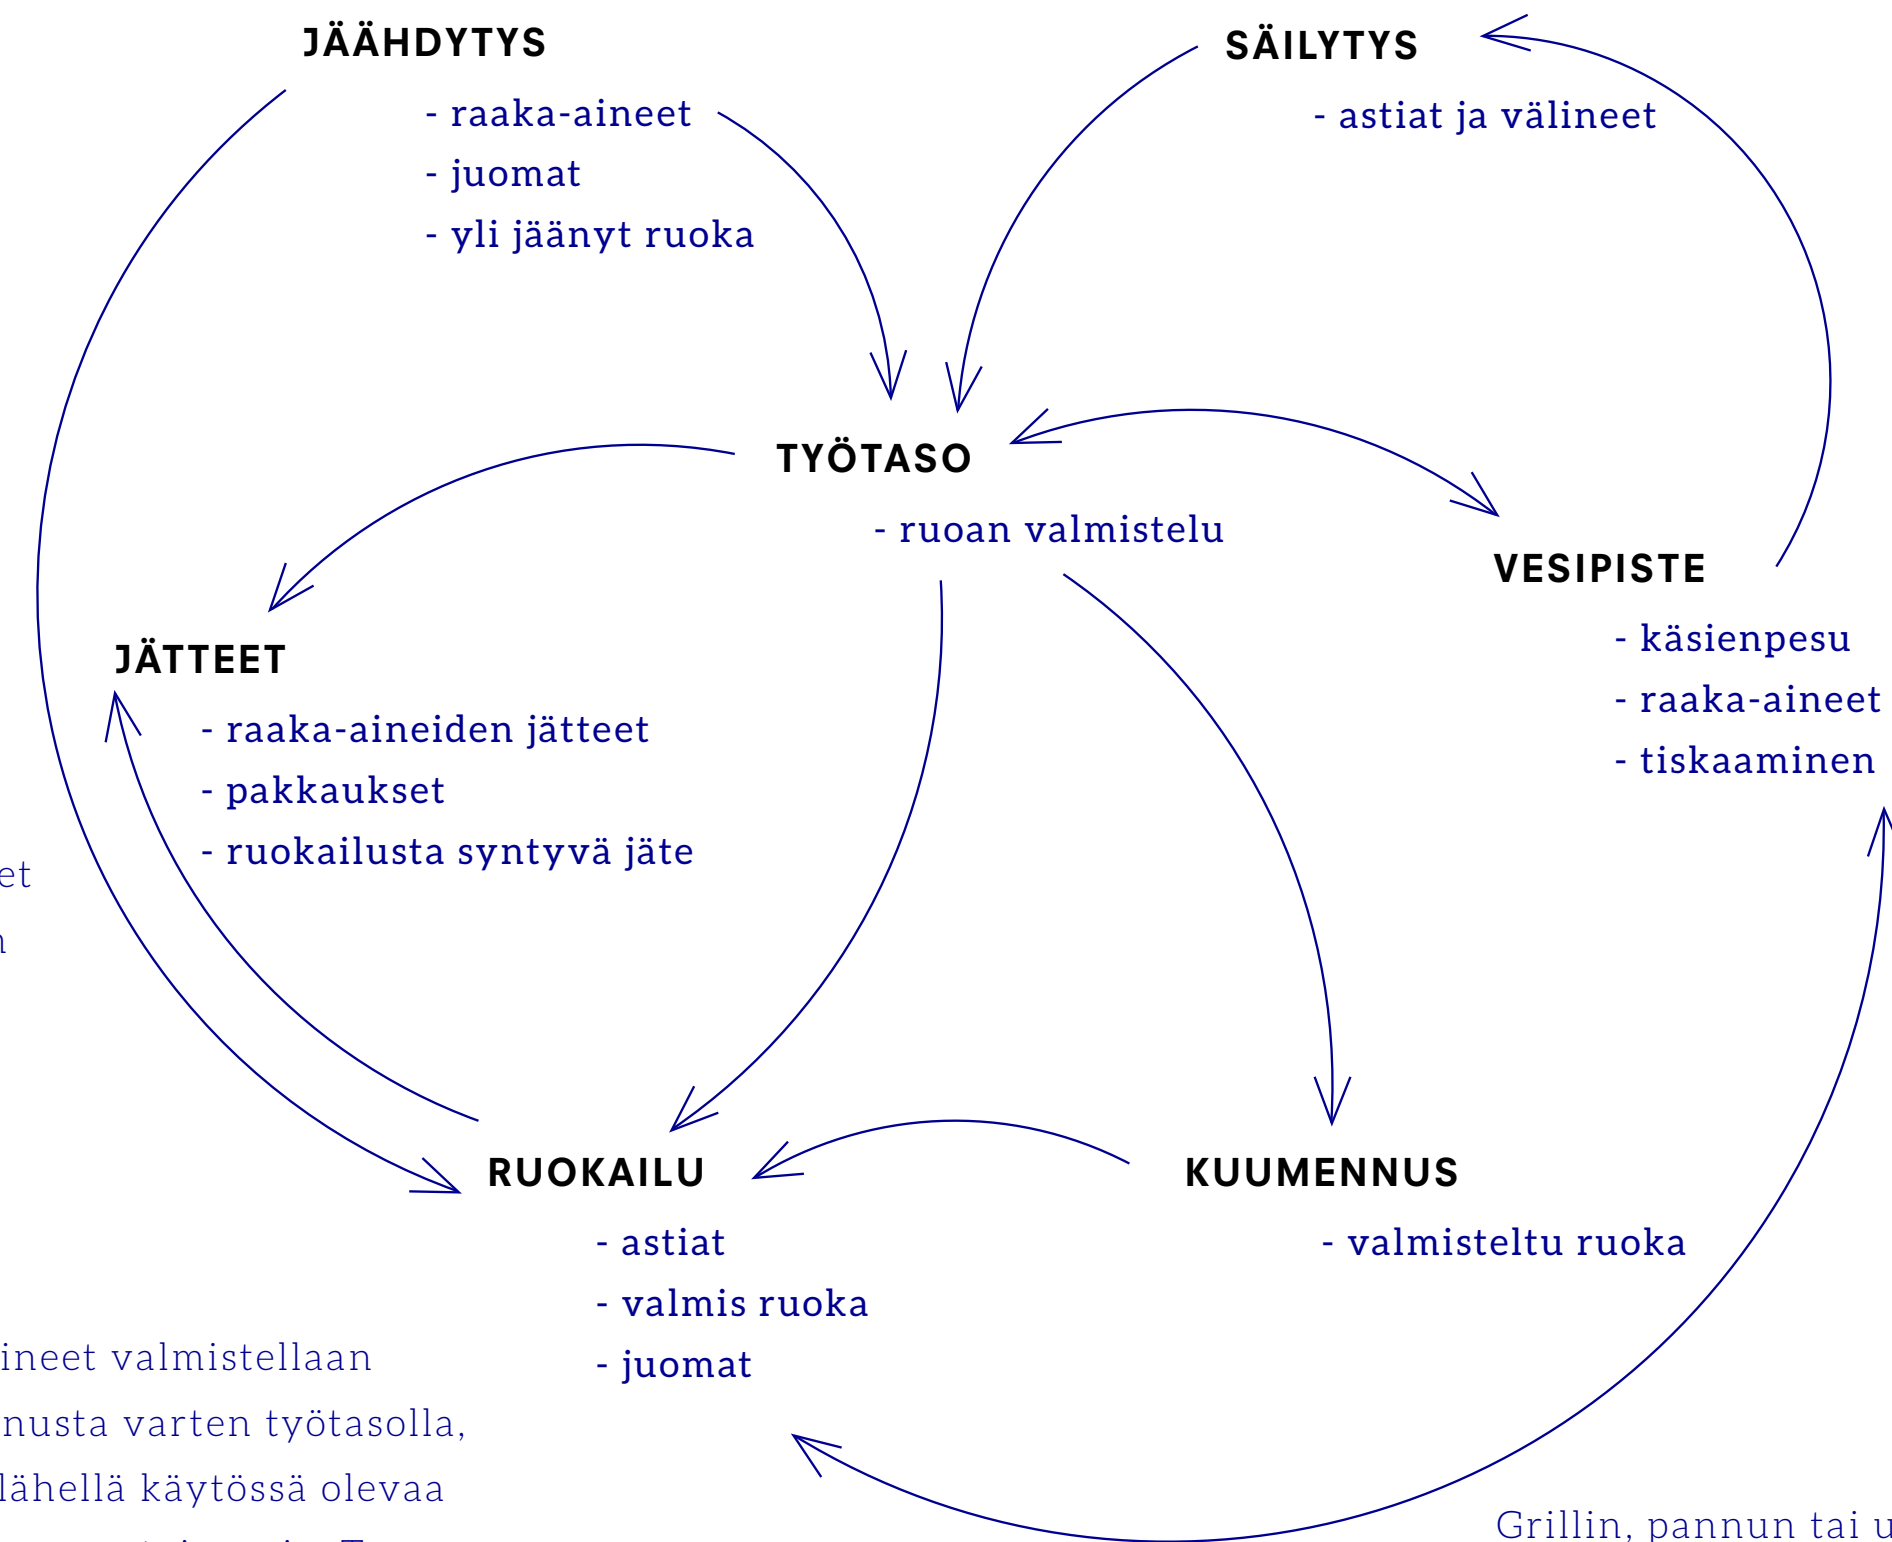 JÄÄHDYTYS
- raaka-aineet
- juomat
- yli jäänyt ruoka
SÄILYTYS
- astiat ja välineet
TYÖTASO
- ruoan valmistelu
VESIPISTE
- käsienpesu
- raaka-aineet
- tiskaaminen
JÄTTEET
- raaka-aineiden jätteet
- pakkaukset
- ruokailusta syntyvä jäte
et
n
RUOKAILU
- astiat
- valmis ruoka
- juomat
KUUMENNUS
- valmisteltu ruoka
ineet valmistellaan
nusta varten työtasolla,
lähellä käytössä olevaa
Grillin, pannun tai u